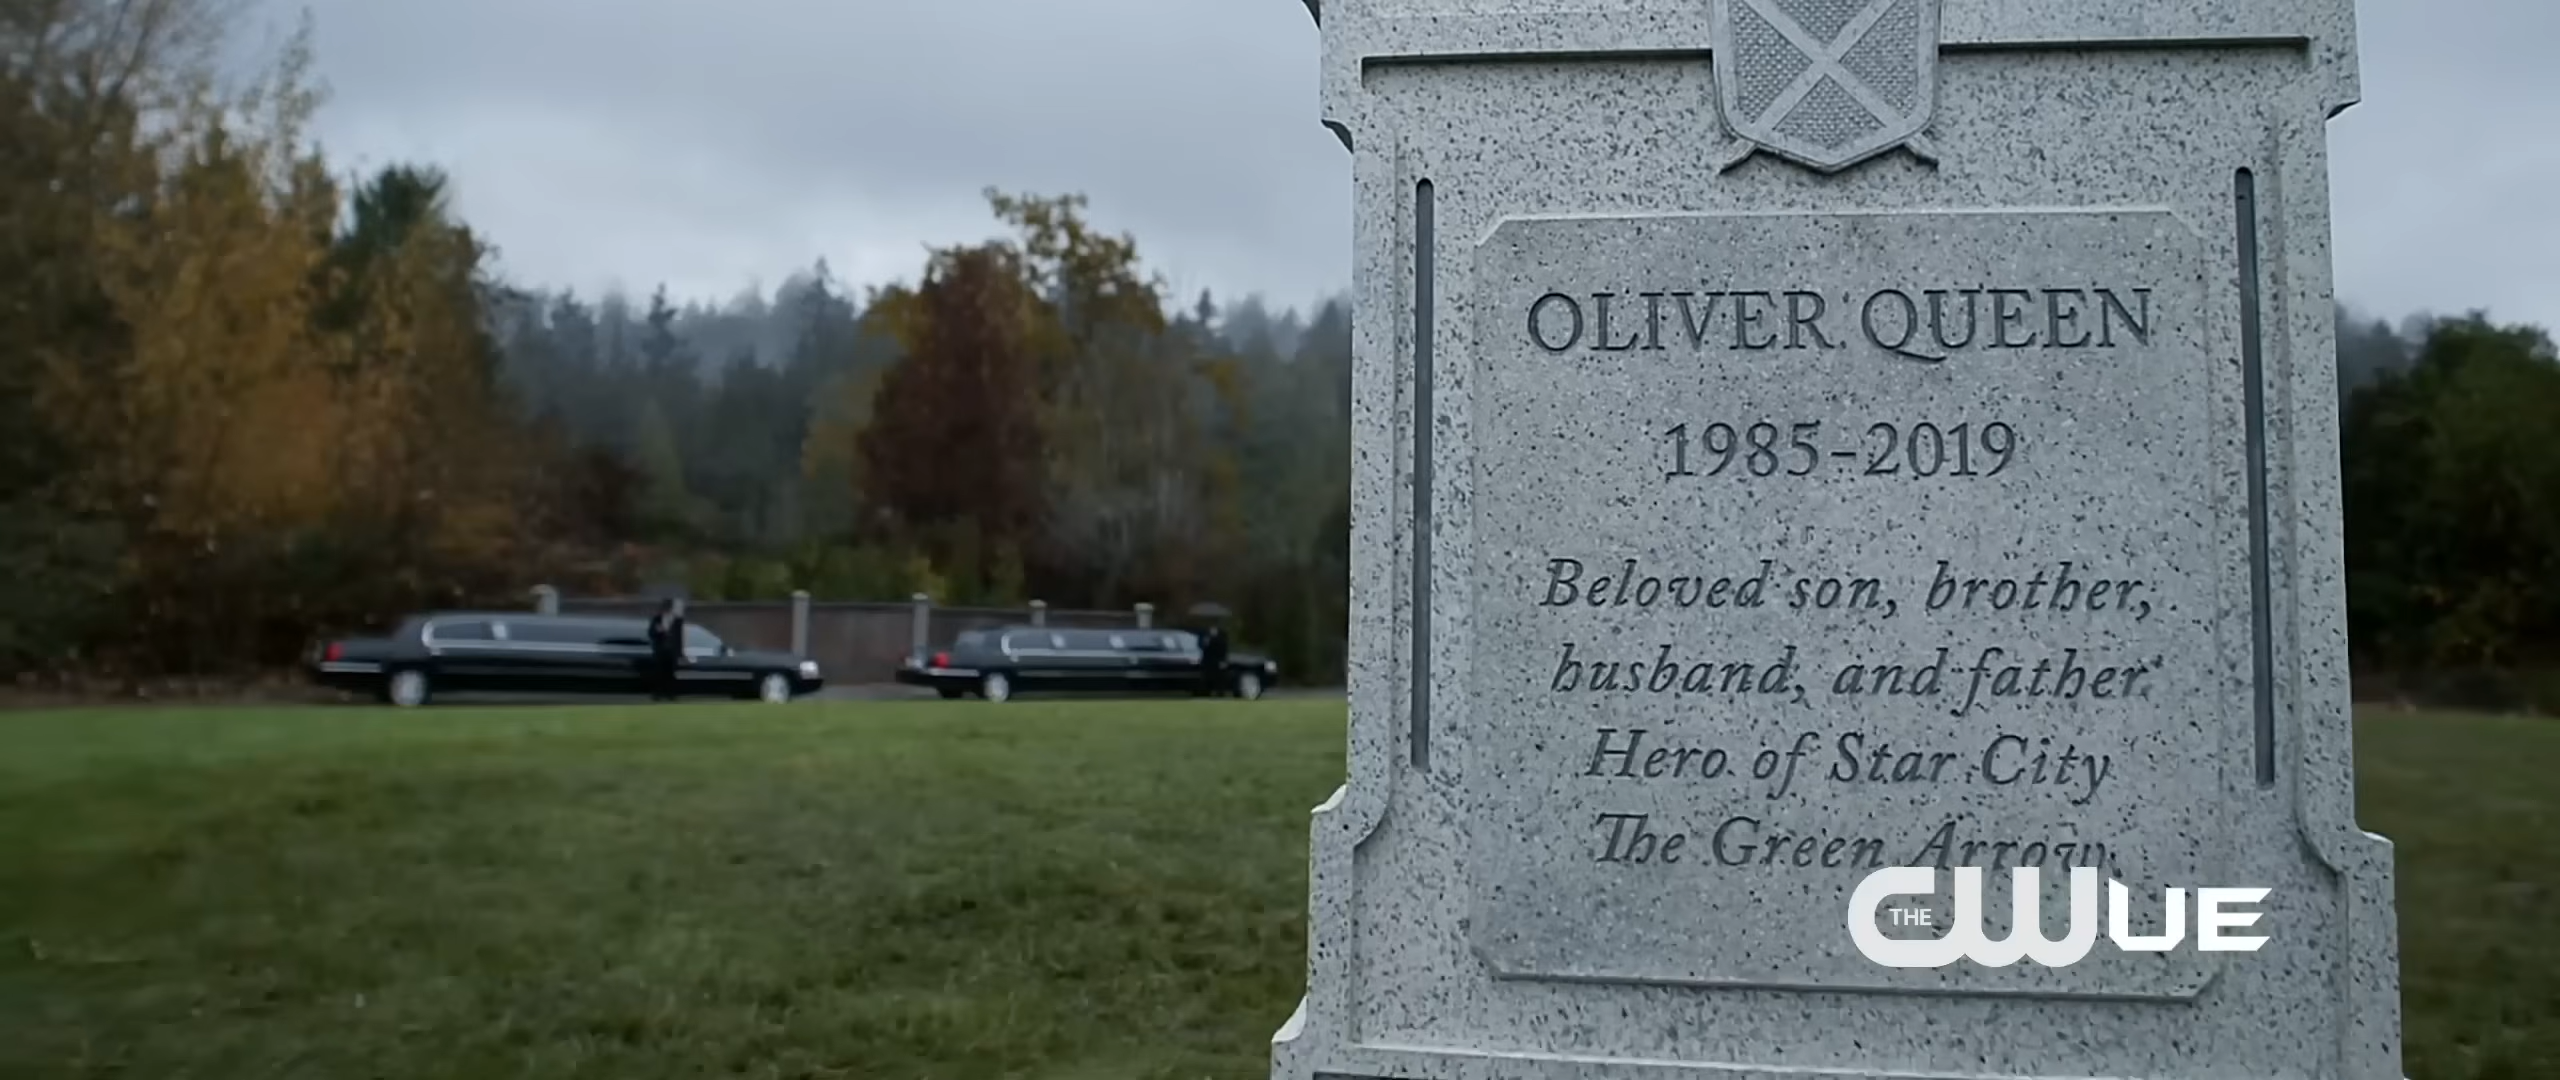 OLIVER QUEEN
1985-2019
Beloved son, brother,
husband, and father
Hero of Star City
The Green Arrow
THE CW UE